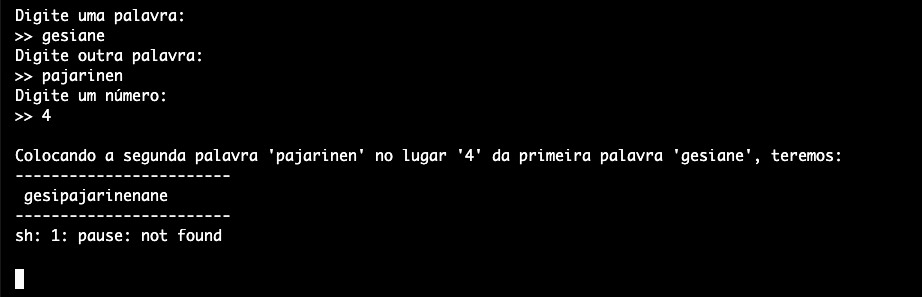 Digite uma palavra:
>> gesiane
Digite outra palavra:
>> pajarinen
Digite um número:
>> 4
Colocando a segunda palavra 'pajarinen' no lugar '4' da primeira palavra 'gesiane', teremos:
------------------------
 gesipajarinenane
------------------------
sh: 1: pause: not found